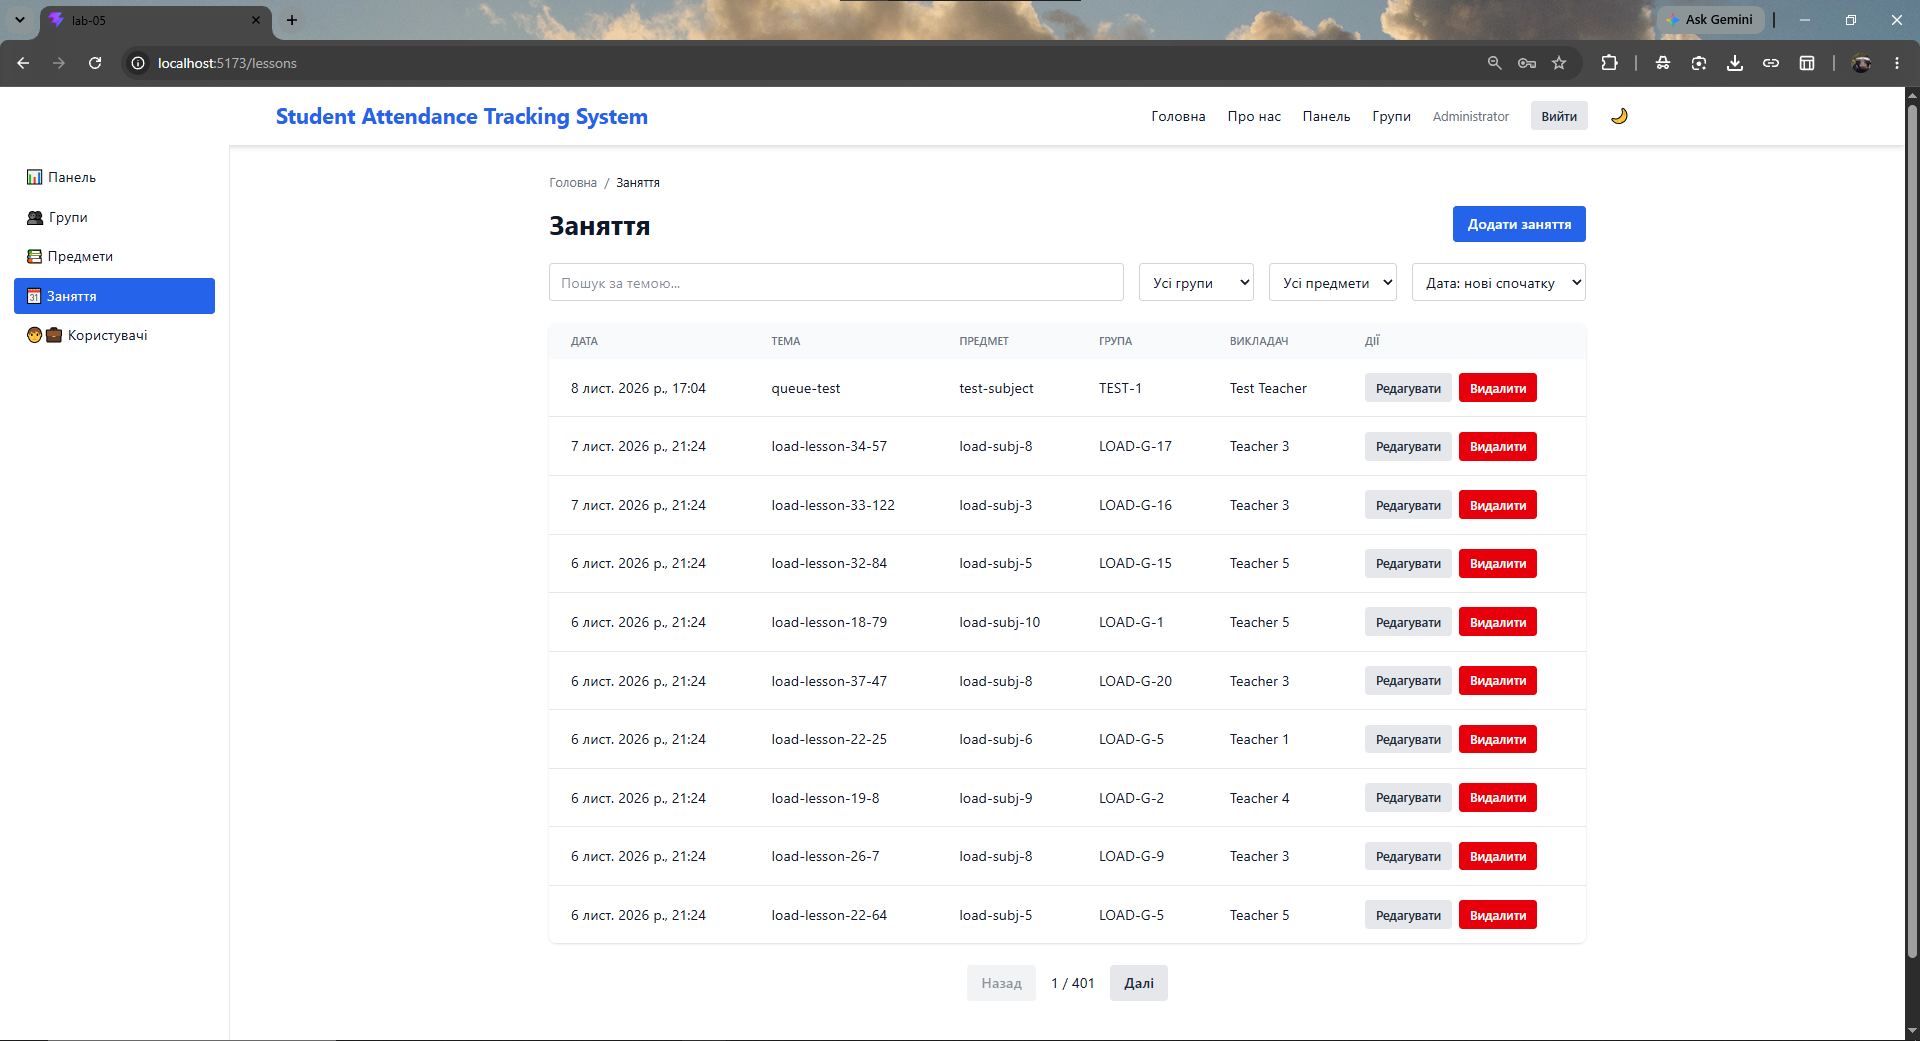 lab-05
Ask Gemini
localhost:5173/lessons
Student Attendance Tracking System
Головна Про нас Панель Групи Administrator Вийти
Панель
Групи
Предмети
Заняття
Користувачі
Головна / Заняття
Заняття
Додати заняття
Пошук за темою... Усі групи Усі предмети Дата: нові спочатку
ДАТА ТЕМА ПРЕДМЕТ ГРУПА ВИКЛАДАЧ ДІЇ
8 лист. 2026 р., 17:04 queue-test test-subject TEST-1 Test Teacher Редагувати Видалити
7 лист. 2026 р., 21:24 load-lesson-34-57 load-subj-8 LOAD-G-17 Teacher 3 Редагувати Видалити
7 лист. 2026 р., 21:24 load-lesson-33-122 load-subj-3 LOAD-G-16 Teacher 3 Редагувати Видалити
6 лист. 2026 р., 21:24 load-lesson-32-84 load-subj-5 LOAD-G-15 Teacher 5 Редагувати Видалити
6 лист. 2026 р., 21:24 load-lesson-18-79 load-subj-10 LOAD-G-1 Teacher 5 Редагувати Видалити
6 лист. 2026 р., 21:24 load-lesson-37-47 load-subj-8 LOAD-G-20 Teacher 3 Редагувати Видалити
6 лист. 2026 р., 21:24 load-lesson-22-25 load-subj-6 LOAD-G-5 Teacher 1 Редагувати Видалити
6 лист. 2026 р., 21:24 load-lesson-19-8 load-subj-9 LOAD-G-2 Teacher 4 Редагувати Видалити
6 лист. 2026 р., 21:24 load-lesson-26-7 load-subj-8 LOAD-G-9 Teacher 3 Редагувати Видалити
6 лист. 2026 р., 21:24 load-lesson-22-64 load-subj-5 LOAD-G-5 Teacher 5 Редагувати Видалити
Назад 1 / 401 Далі